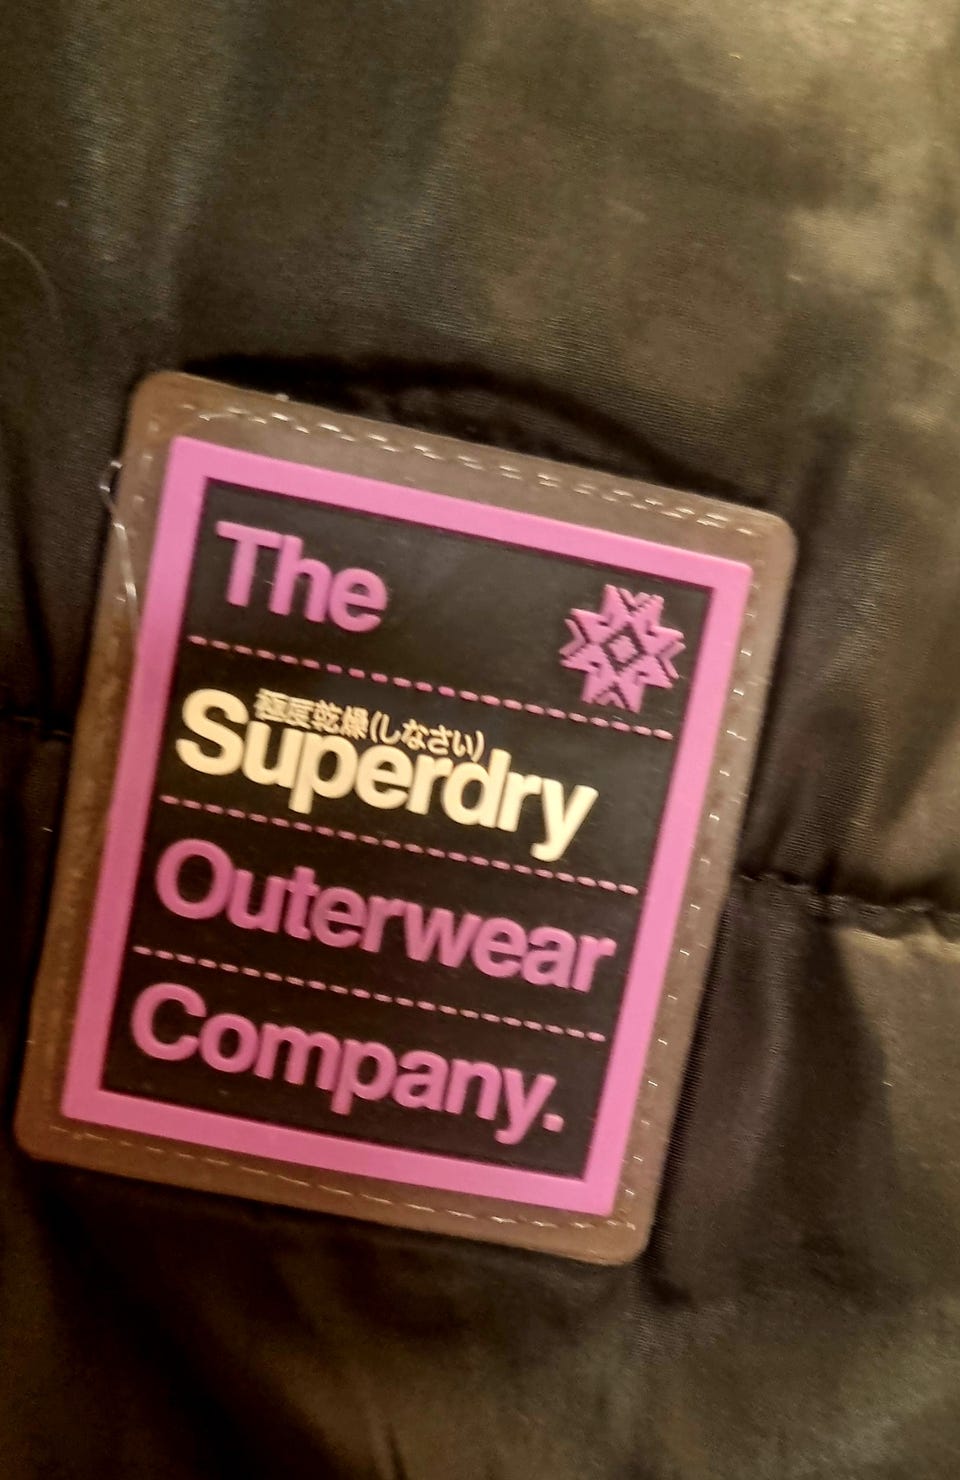 The
極度乾燥(しなさい)
Superdry
Outerwear
Company.